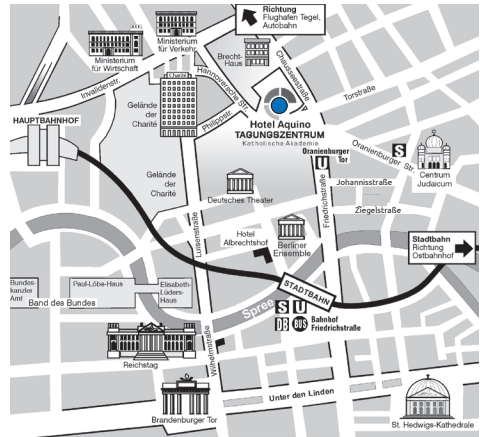 Richtung
Flughafen Tegel,
Autobahn
Ministerium
für Verkehr
Ministerium
für Wirtschaft
Brecht-
Haus
Chausseestraße
Invalidenstr.
Hannoversche Str.
Torstraße
Charité
Gelände
der
Charité
Philippstr.
HAUPTBAHNHOF
Hotel Aquino
TAGUNGSZENTRUM
Katholische Akademie
Oranienburger
Tor
U
S
Oranienburger Str.
Centrum
Judaicum
Gelände
der
Charité
Johannisstraße
Deutsches Theater
Ziegelstraße
Luisenstraße
Friedrichstraße
Hotel
Albrechtshof
Berliner
Ensemble
Stadtbahn
Richtung
Ostbahnhof
Bundes-
kanzler
Amt
Paul-Löbe-Haus
Elisabeth-
Lüders-
Haus
STADTBAHN
Band des Bundes
Spree
S U
DB BUS
Bahnhof
Friedrichstraße
Reichstag
Wilhelmstraße
Unter den Linden
Brandenburger Tor
St. Hedwigs-Kathedrale